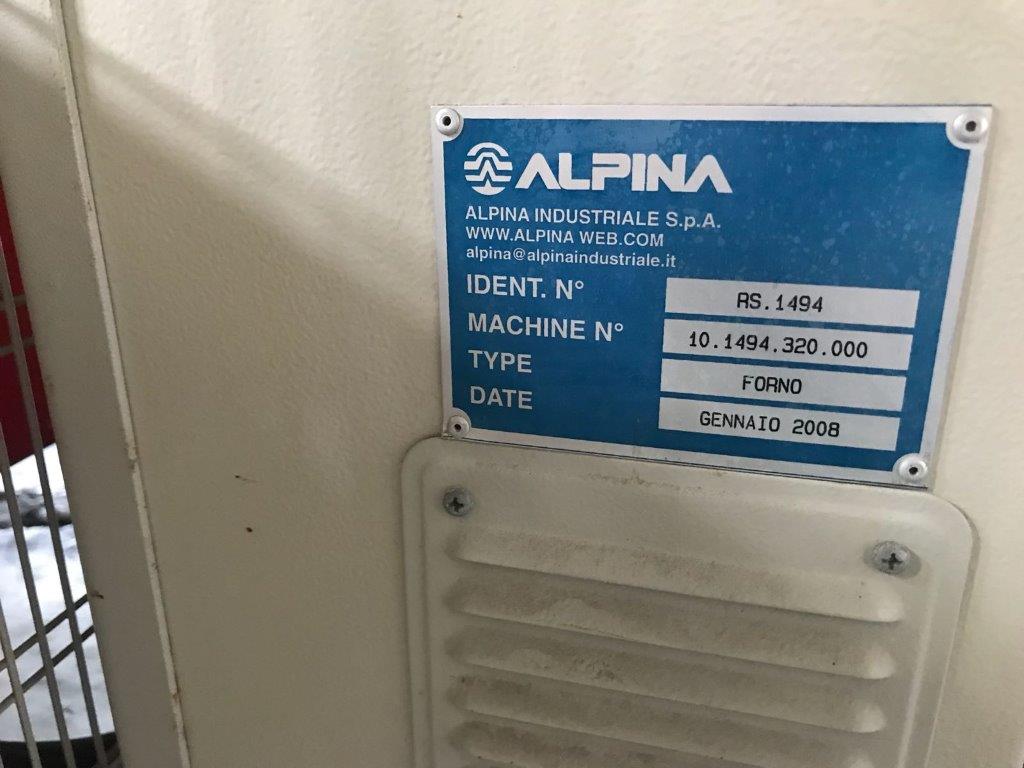 ALPINA
ALPINA INDUSTRIALE S.p.A.
WWW.ALPINA WEB.COM
alpina@alpinaindustriale.it
IDENT. N° RS.1494
MACHINE N° 10.1494.320.000
TYPE FORNO
DATE GENNAIO 2008